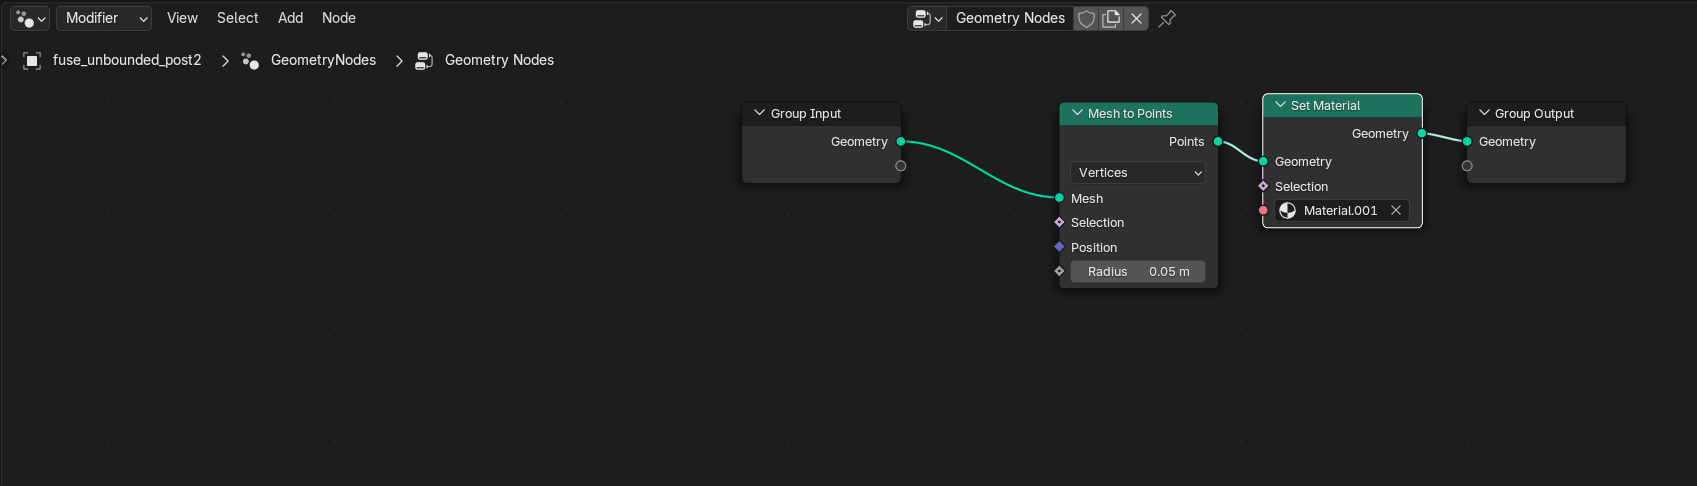 Modifier View Select Add Node Geometry Nodes
fuse_unbounded_post2 GeometryNodes Geometry Nodes
Group Input
Geometry
Mesh to Points
Points
Vertices
Mesh
Selection
Position
Radius 0.05 m
Set Material
Geometry
Geometry
Selection
Material.001
Group Output
Geometry